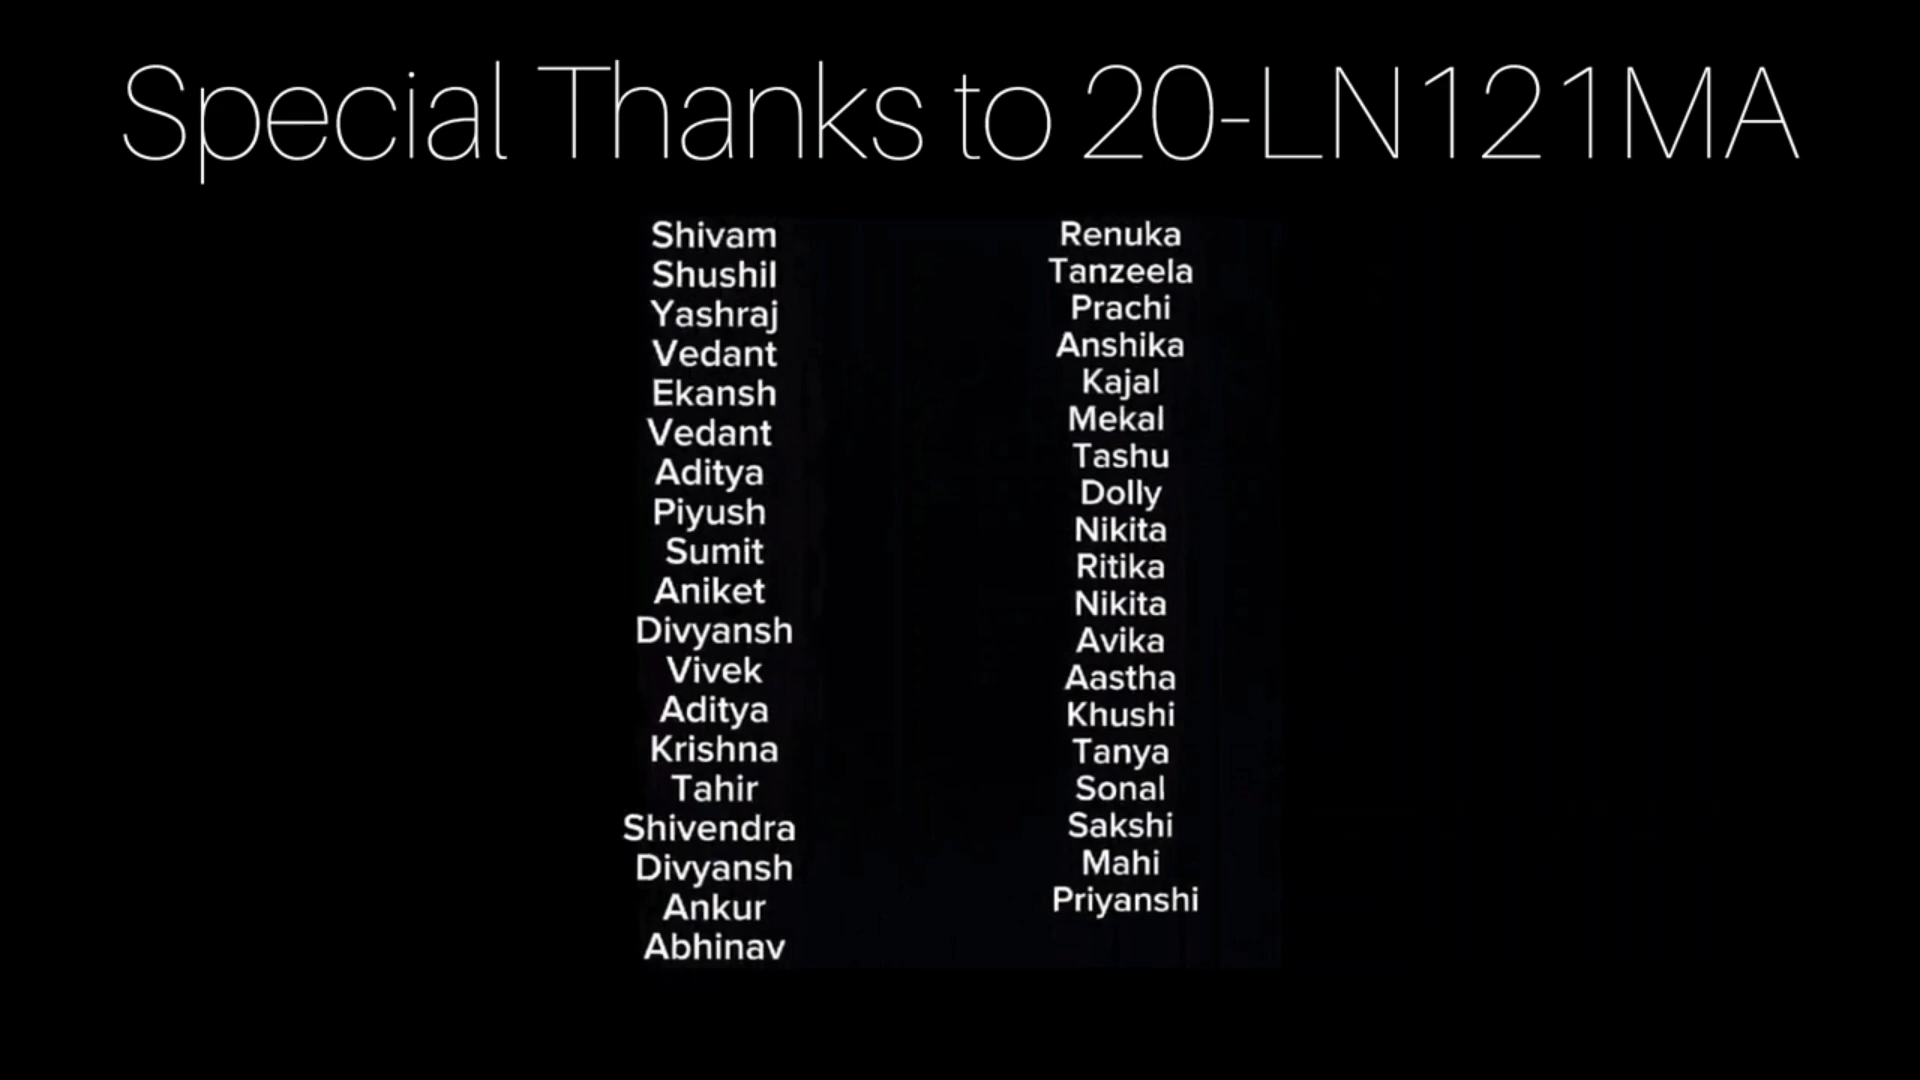 Special Thanks to 20-LN121MA
Shivam
Shushil
Yashraj
Vedant
Ekansh
Vedant
Aditya
Piyush
Sumit
Aniket
Divyansh
Vivek
Aditya
Krishna
Tahir
Shivendra
Divyansh
Ankur
Abhinav
Renuka
Tanzeela
Prachi
Anshika
Kajal
Mekal
Tashu
Dolly
Nikita
Ritika
Nikita
Avika
Aastha
Khushi
Tanya
Sonal
Sakshi
Mahi
Priyanshi